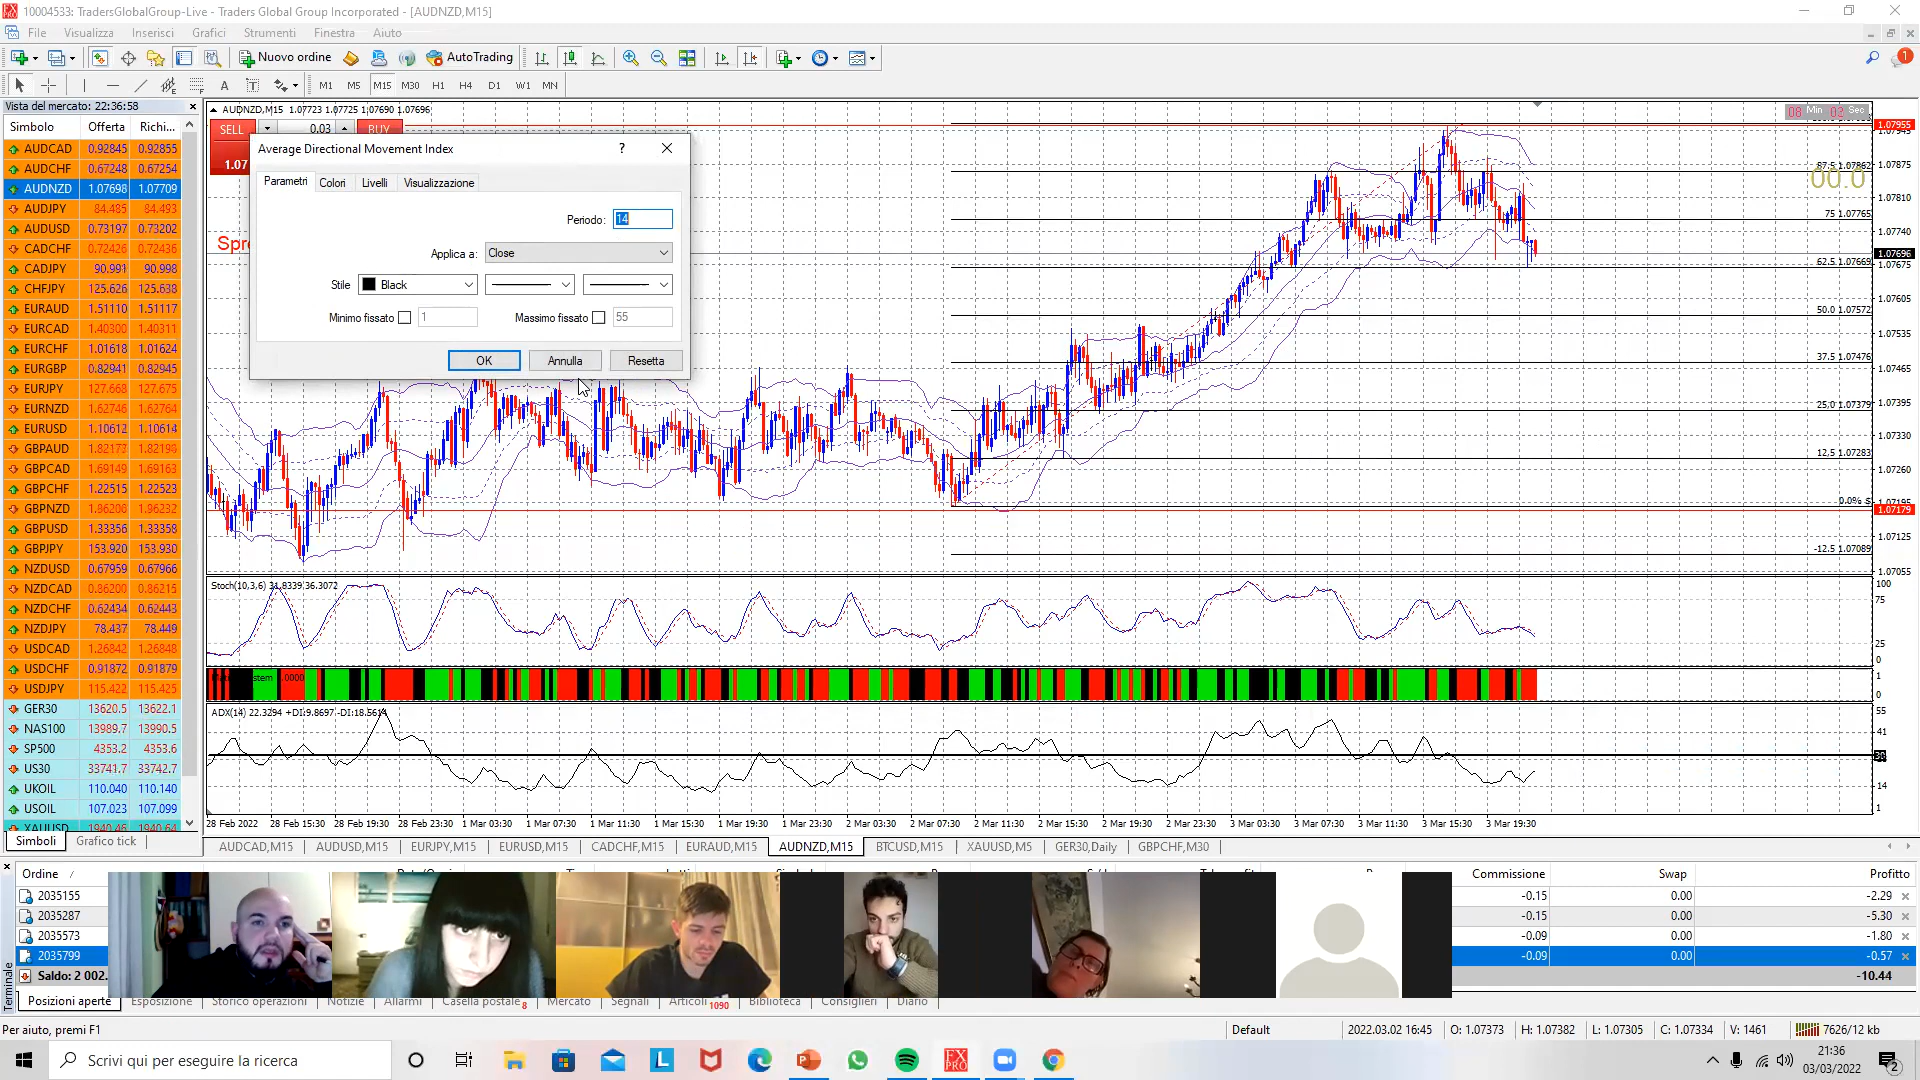 10004533: TradersGlobalGroup-Live - Traders Global Group Incorporated - [AUDNZD,M15]
File Visualizza Inserisci Grafici Strumenti Finestra Aiuto
Nuovo ordine AutoTrading
M1 M5 M15 M30 H1 H4 D1 W1 MN
Vista del mercato: 22:36:58
Simbolo Offerta Richi...
AUDCAD 0.92845 0.92855
AUDCHF 0.67248 0.67254
AUDNZD 1.07698 1.07709
AUDJPY 84.485 84.493
AUDUSD 0.73197 0.73202
CADCHF 0.72426 0.72436
CADJPY 90.991 90.998
CHFJPY 125.626 125.638
EURAUD 1.51110 1.51117
EURCAD 1.40300 1.40311
EURCHF 1.01618 1.01624
EURGBP 0.82941 0.82945
EURJPY 127.668 127.675
EURNZD 1.62746 1.62764
EURUSD 1.10612 1.10614
GBPAUD 1.82177 1.82193
GBPCAD 1.69149 1.69163
GBPCHF 1.22515 1.22523
GBPNZD 1.96206 1.96232
GBPUSD 1.33356 1.33358
GBPJPY 153.920 153.930
NZDUSD 0.67959 0.67966
NZDCAD 0.86200 0.86215
NZDCHF 0.62434 0.62443
NZDJPY 78.437 78.449
USDCAD 1.26842 1.26848
USDCHF 0.91872 0.91879
USDJPY 115.422 115.425
GER30 13620.5 13622.1
NAS100 13989.7 13990.5
SP500 4353.2 4353.6
US30 33741.7 33742.7
UKOIL 110.040 110.140
USOIL 107.023 107.099
XAUUSD 1940.46 1940.64
Simboli Grafico tick
AUDNZD,M15 1.07723 1.07725 1.07690 1.07696
SELL 0.03 BUY
1.07
Spr
Average Directional Movement Index ?
Parametri Colori Livelli Visualizzazione
Periodo: 14
Applica a: Close
Stile Black
Minimo fissato 1 Massimo fissato 55
OK Annulla Resetta
08 Min 02 Sec
00.0
87.5 1.07862
75 1.07765
62.5 1.07669
50.0 1.07572
37.5 1.07476
25.0 1.07379
12.5 1.07283
0.0% S
-12.5 1.07089
1.07955
1.07945
1.07875
1.07810
1.07740
1.07696
1.07675
1.07605
1.07535
1.07465
1.07395
1.07330
1.07260
1.07195
1.07179
1.07125
1.07055
Stoch(10,3,6) 31.8339 36.3072
100
75
25
0
1
0
ADX(14) 22.3294 +DI:9.8697 -DI:18.5614
55
41
14
1
28 Feb 2022 28 Feb 15:30 28 Feb 19:30 28 Feb 23:30 1 Mar 03:30 1 Mar 07:30 1 Mar 11:30 1 Mar 15:30 1 Mar 19:30 1 Mar 23:30 2 Mar 03:30 2 Mar 07:30 2 Mar 11:30 2 Mar 15:30 2 Mar 19:30 2 Mar 23:30 3 Mar 03:30 3 Mar 07:30 3 Mar 11:30 3 Mar 15:30 3 Mar 19:30
AUDCAD,M15 AUDUSD,M15 EURJPY,M15 EURUSD,M15 CADCHF,M15 EURAUD,M15 AUDNZD,M15 BTCUSD,M15 XAUUSD,M5 GER30,Daily GBPCHF,M30
Ordine Commissione Swap Profitto
2035155 -0.15 0.00 -2.29
2035287 -0.15 0.00 -5.30
2035573 -0.09 0.00 -1.80
2035799 -0.09 0.00 -0.57
Saldo: 2 002. -10.44
Terminale
Posizioni aperte Esposizione Storico operazioni Notizie Allarmi Casella postale 8 Mercato Segnali Articoli 1090 Biblioteca Consiglieri Diario
Per aiuto, premi F1 Default 2022.03.02 16:45 O: 1.07373 H: 1.07382 L: 1.07305 C: 1.07334 V: 1461 7626/12 kb
Scrivi qui per eseguire la ricerca
21:36
03/03/2022